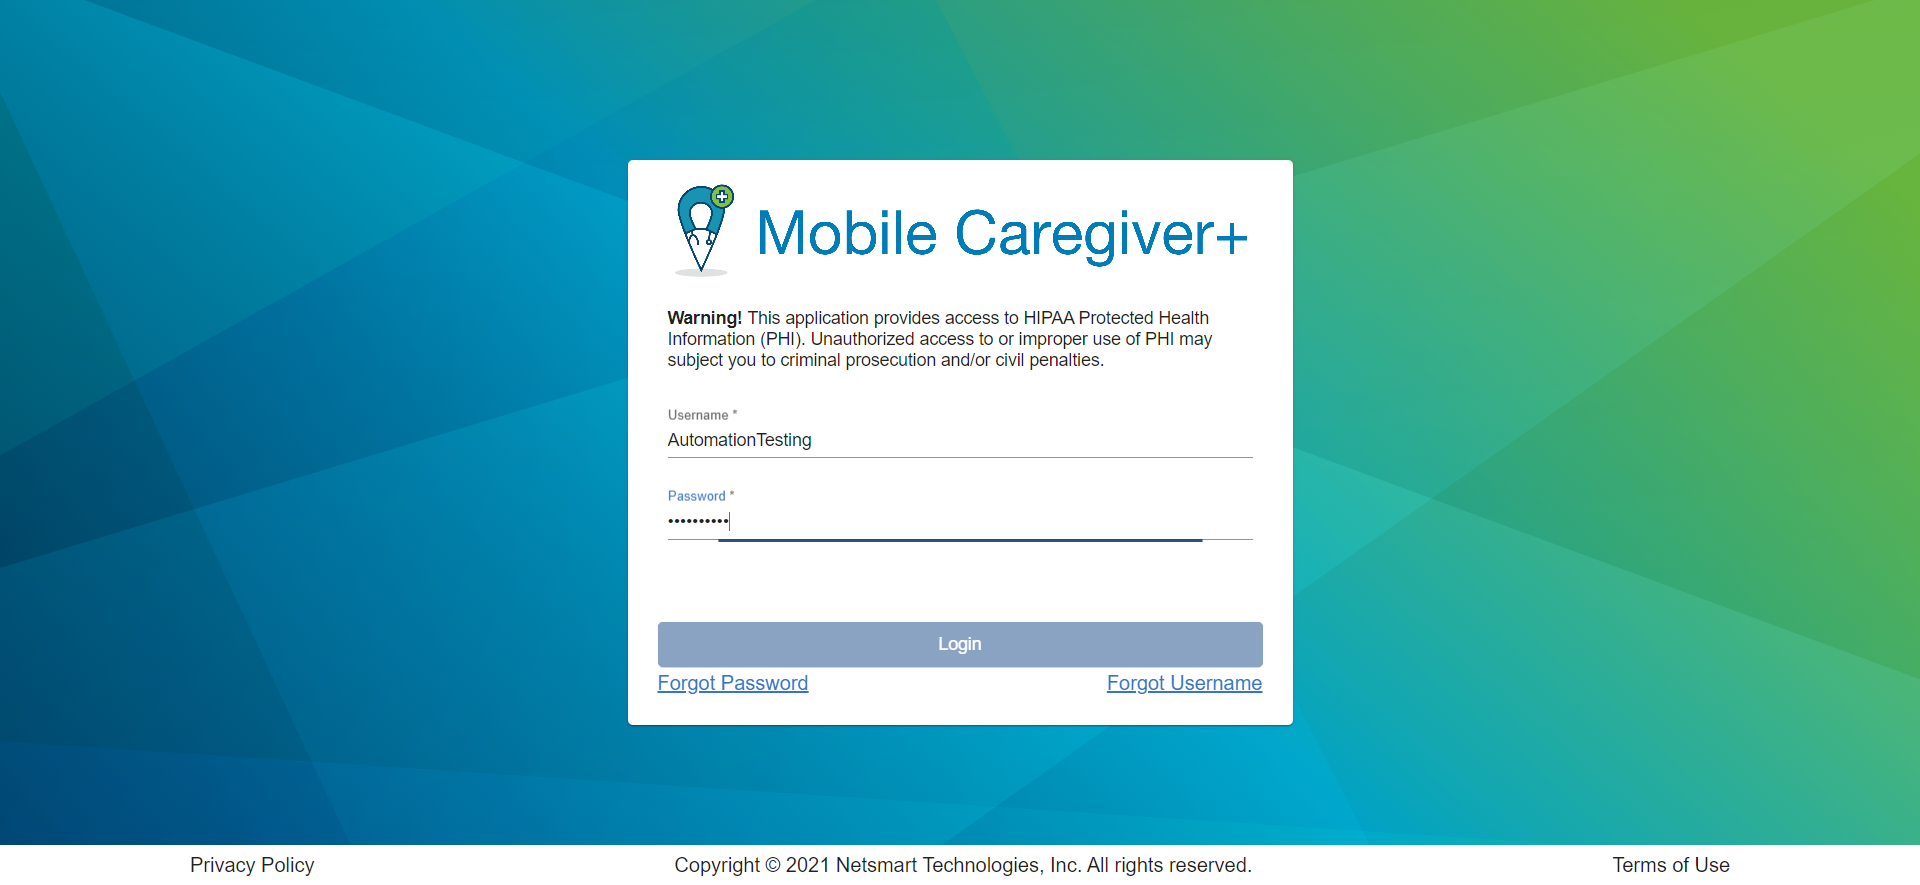 Mobile Caregiver+
Warning! This application provides access to HIPAA Protected Health
Information (PHI). Unauthorized access to or improper use of PHI may
subject you to criminal prosecution and/or civil penalties.
Username *
AutomationTesting
Password *
••••••••••
Login
Forgot Password Forgot Username
Privacy Policy Copyright © 2021 Netsmart Technologies, Inc. All rights reserved. Terms of Use